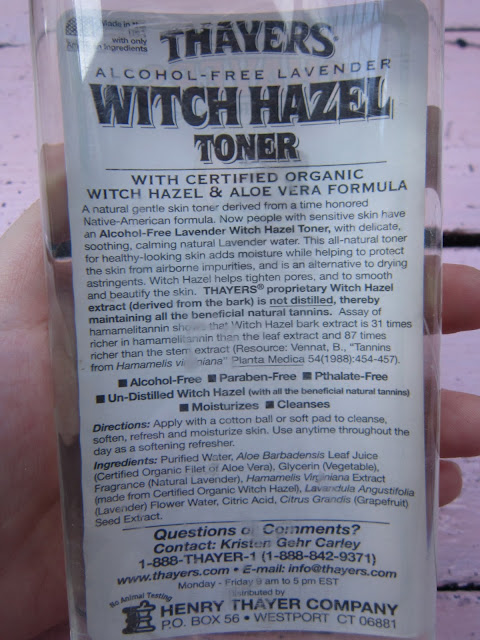 Made in
with only
Ingredients
THAYERS®
ALCOHOL-FREE LAVENDER
WITCH HAZEL
TONER
WITH CERTIFIED ORGANIC
WITCH HAZEL & ALOE VERA FORMULA
A natural gentle skin toner derived from a time honored
Native-American formula. Now people with sensitive skin have
an Alcohol-Free Lavender Witch Hazel Toner, with delicate,
soothing, calming natural Lavender water. This all-natural toner
for healthy-looking skin adds moisture while helping to protect
the skin from airborne impurities, and is an alternative to drying
astringents. Witch Hazel helps tighten pores, and to smooth
and beautify the skin. THAYERS® proprietary Witch Hazel
extract (derived from the bark) is not distilled, thereby
maintaining all the beneficial natural tannins. Assay of
hamamelitannin shows that Witch Hazel bark extract is 31 times
richer in hamamelitannin than the leaf extract and 87 times
richer than the stem extract (Resource: Vennat, B., "Tannins
from Hamamelis virginiana" Planta Medica 54(1988):454-457).
■ Alcohol-Free ■ Paraben-Free ■ Pthalate-Free
■ Un-Distilled Witch Hazel (with all the beneficial natural tannins)
■ Moisturizes ■ Cleanses
Directions: Apply with a cotton ball or soft pad to cleanse,
soften, refresh and moisturize skin. Use anytime throughout the
day as a softening refresher.
Ingredients: Purified Water, Aloe Barbadensis Leaf Juice
(Certified Organic Filet of Aloe Vera), Glycerin (Vegetable),
Fragrance (Natural Lavender), Hamamelis Virginiana Extract
(made from Certified Organic Witch Hazel), Lavandula Angustifolia
(Lavender) Flower Water, Citric Acid, Citrus Grandis (Grapefruit)
Seed Extract.
Questions or Comments?
Contact: Kristen Gehr Carley
1-888-THAYER-1 (1-888-842-9371)
www.thayers.com • E-mail: info@thayers.com
Monday - Friday 9 am to 5 pm EST
No Animal Testing
Distributed by
HENRY THAYER COMPANY
P.O. BOX 56 • WESTPORT CT 06881